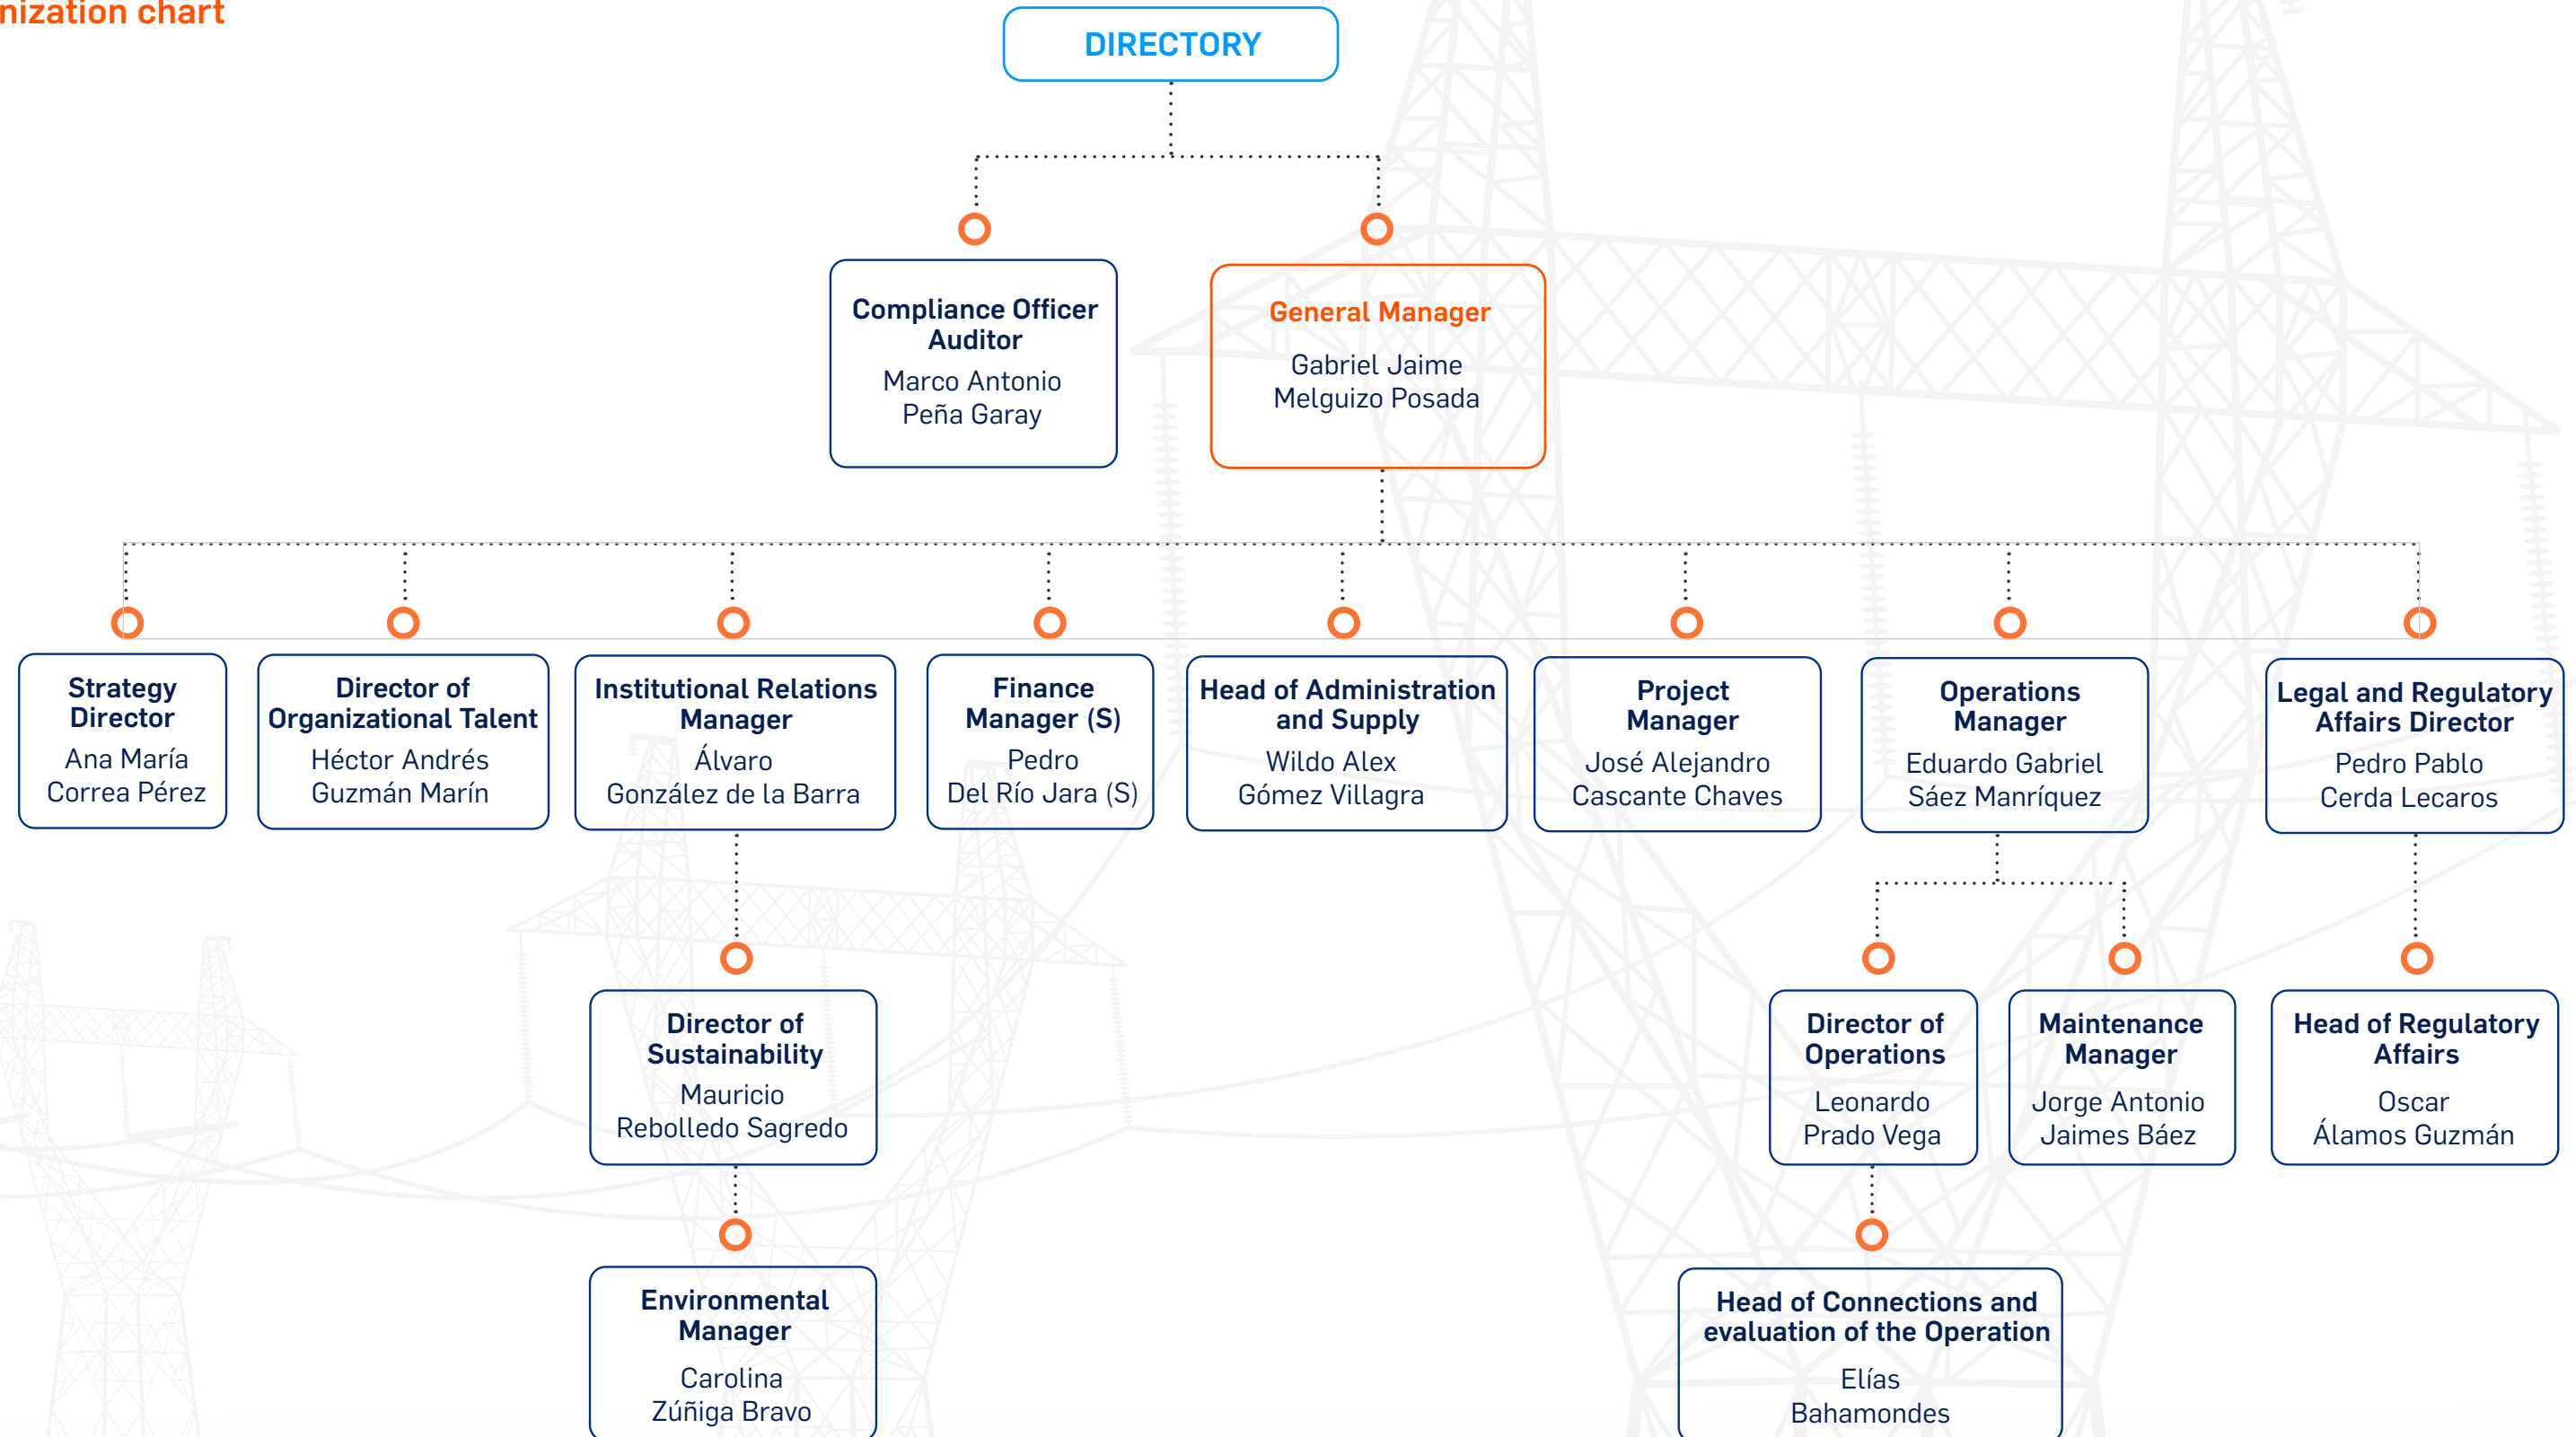 nization chart
DIRECTORY
Compliance Officer
Auditor
Marco Antonio
Peña Garay
General Manager
Gabriel Jaime
Melguizo Posada
Strategy
Director
Ana María
Correa Pérez
Director of
Organizational Talent
Héctor Andrés
Guzmán Marín
Institutional Relations
Manager
Álvaro
González de la Barra
Finance
Manager (S)
Pedro
Del Río Jara (S)
Head of Administration
and Supply
Wildo Alex
Gómez Villagra
Project
Manager
José Alejandro
Cascante Chaves
Operations
Manager
Eduardo Gabriel
Sáez Manríquez
Legal and Regulatory
Affairs Director
Pedro Pablo
Cerda Lecaros
Director of
Sustainability
Mauricio
Rebolledo Sagredo
Director of
Operations
Leonardo
Prado Vega
Maintenance
Manager
Jorge Antonio
Jaimes Báez
Head of Regulatory
Affairs
Oscar
Álamos Guzmán
Environmental
Manager
Carolina
Zúñiga Bravo
Head of Connections and
evaluation of the Operation
Elías
Bahamondes